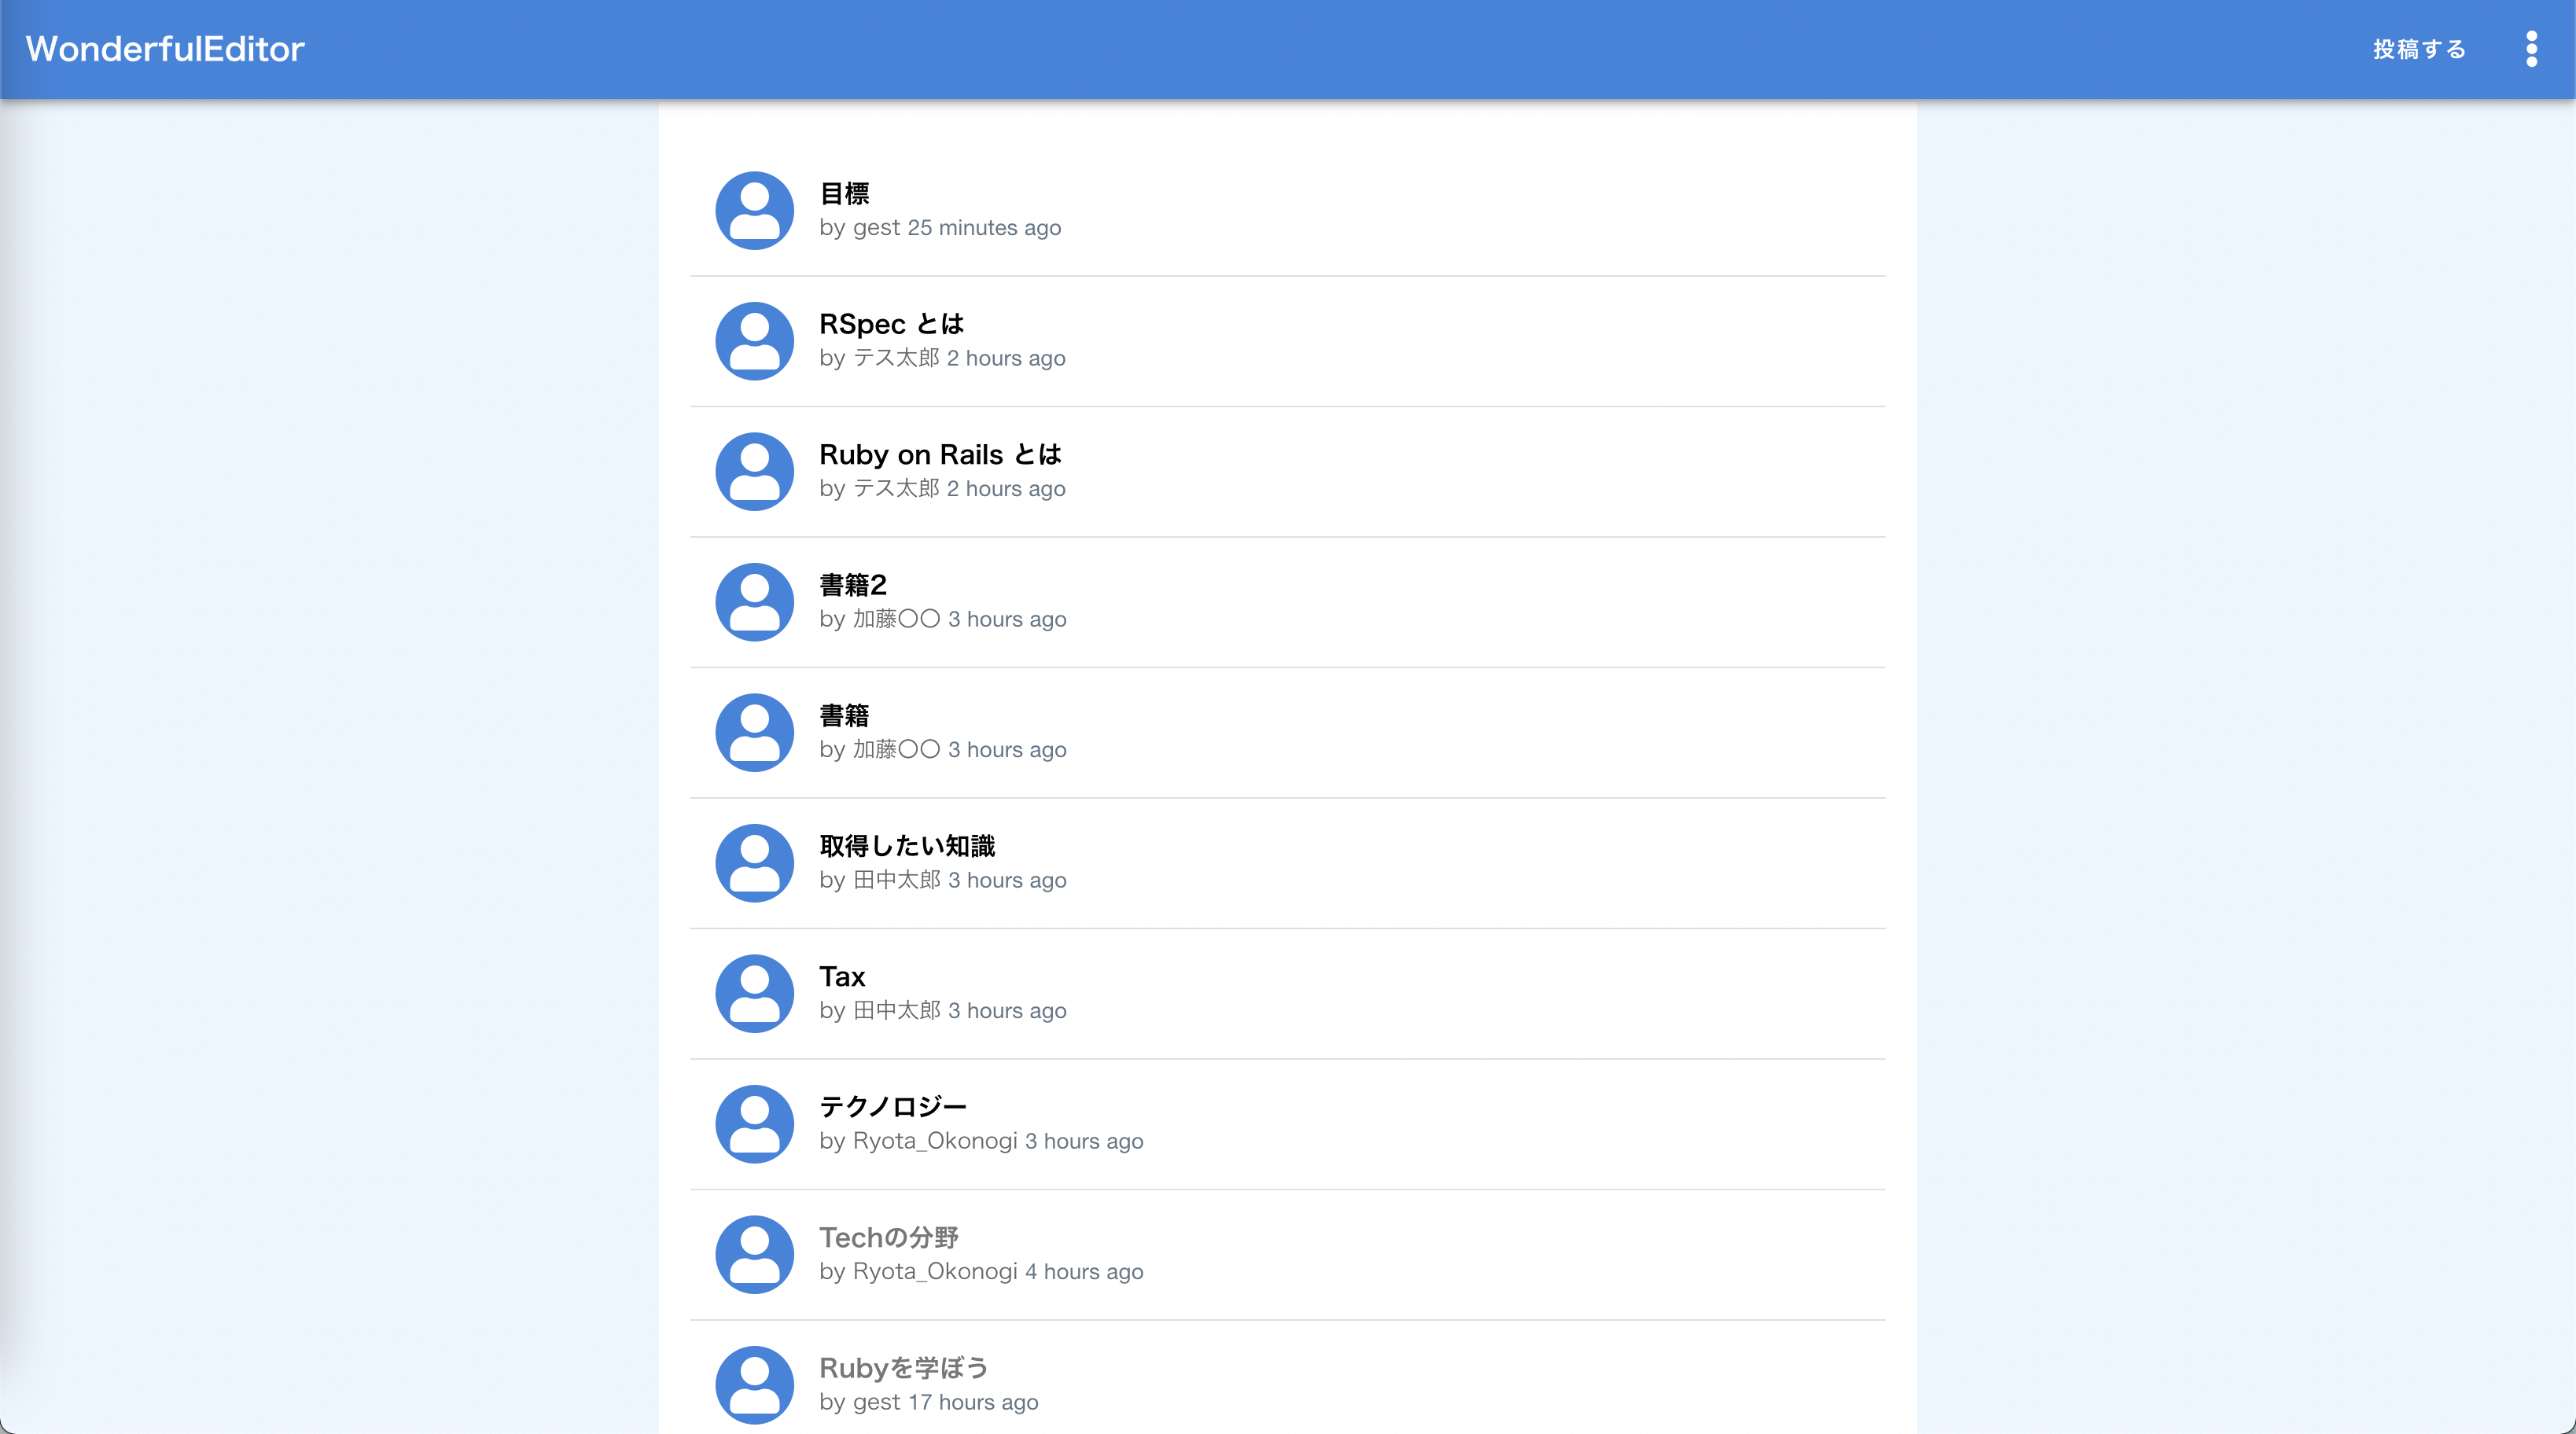 WonderfulEditor
投稿する
目標
by gest 25 minutes ago
RSpec とは
by テス太郎 2 hours ago
Ruby on Rails とは
by テス太郎 2 hours ago
書籍2
by 加藤〇〇 3 hours ago
書籍
by 加藤〇〇 3 hours ago
取得したい知識
by 田中太郎 3 hours ago
Tax
by 田中太郎 3 hours ago
テクノロジー
by Ryota_Okonogi 3 hours ago
Techの分野
by Ryota_Okonogi 4 hours ago
Rubyを学ぼう
by gest 17 hours ago